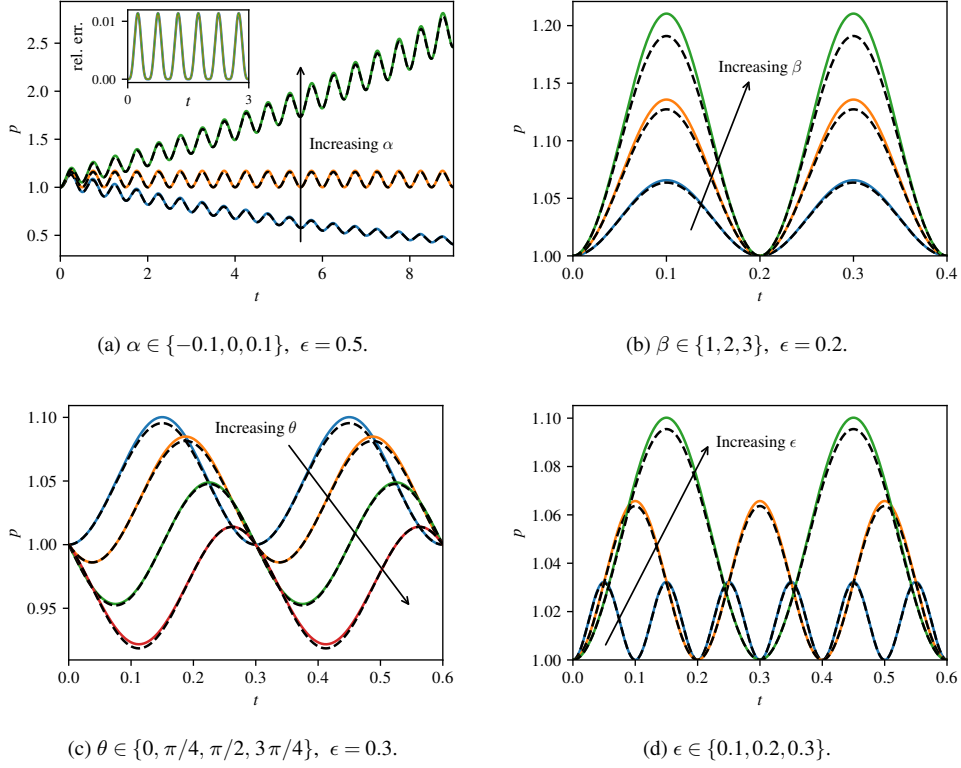 rel. err.
0.01
0.00
0
t
3
p
2.5
2.0
1.5
1.0
0.5
Increasing α
0
2
4
6
8
t
(a) α ∈ {−0.1, 0, 0.1}, ϵ = 0.5.
p
1.20
1.15
1.10
1.05
1.00
Increasing β
0.0
0.1
0.2
0.3
0.4
t
(b) β ∈ {1, 2, 3}, ϵ = 0.2.
p
1.10
1.05
1.00
0.95
Increasing θ
0.0
0.1
0.2
0.3
0.4
0.5
0.6
t
(c) θ ∈ {0, π/4, π/2, 3π/4}, ϵ = 0.3.
p
1.10
1.08
1.06
1.04
1.02
1.00
Increasing ϵ
0.0
0.1
0.2
0.3
0.4
0.5
0.6
t
(d) ϵ ∈ {0.1, 0.2, 0.3}.